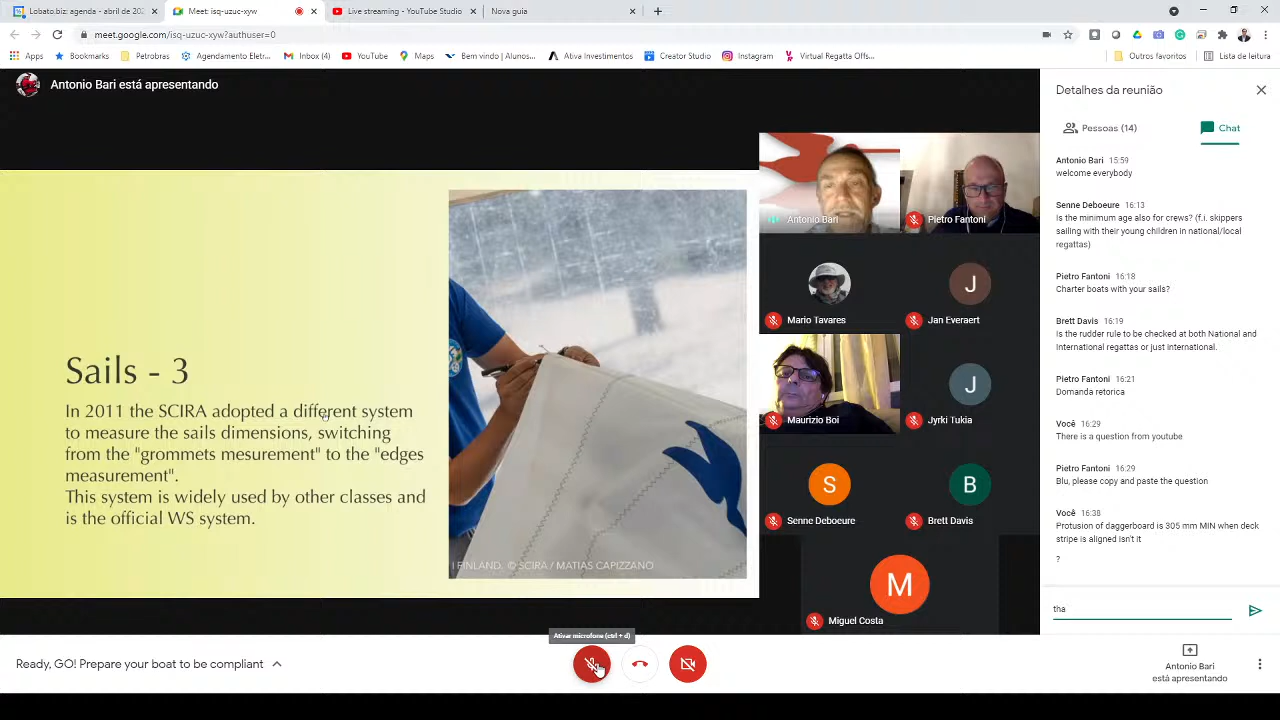 Lobato.biz: agenda - abril de 202
Meet: isq-uzuc-xyw
Live streaming - YouTube Studio
Nova guia
meet.google.com/isq-uzuc-xyw?authuser=0
Apps
Bookmarks
Petrobras
Agendamento Eletr...
Inbox (4)
YouTube
Maps
Bem vindo | Alunos...
Ativa Investimentos
Creator Studio
Instagram
Virtual Regatta Offs...
Outros favoritos
Lista de leitura
Antonio Bari está apresentando
Sails - 3
In 2011 the SCIRA adopted a different system
to measure the sails dimensions, switching
from the "grommets mesurement" to the "edges
measurement".
This system is widely used by other classes and
is the official WS system.
I FINLAND. © SCIRA / MATIAS CAPIZZANO
Antonio Bari
Pietro Fantoni
Mario Tavares
J
Jan Everaert
Maurizio Boi
J
Jyrki Tukia
S
Senne Deboeure
B
Brett Davis
M
Miguel Costa
Detalhes da reunião
Pessoas (14)
Chat
Antonio Bari 15:59
welcome everybody
Senne Deboeure 16:13
Is the minimum age also for crews? (f.i. skippers
sailing with their young children in national/local
regattas)
Pietro Fantoni 16:18
Charter boats with your sails?
Brett Davis 16:19
Is the rudder rule to be checked at both National and
International regattas or just international.
Pietro Fantoni 16:21
Domanda retorica
Você 16:29
There is a question from youtube
Pietro Fantoni 16:29
Blu, please copy and paste the question
Você 16:38
Protusion of daggerboard is 305 mm MIN when deck
stripe is aligned Isn't it
?
tha
Ativar microfone (ctrl + d)
Ready, GO! Prepare your boat to be compliant
Antonio Bari
está apresentando